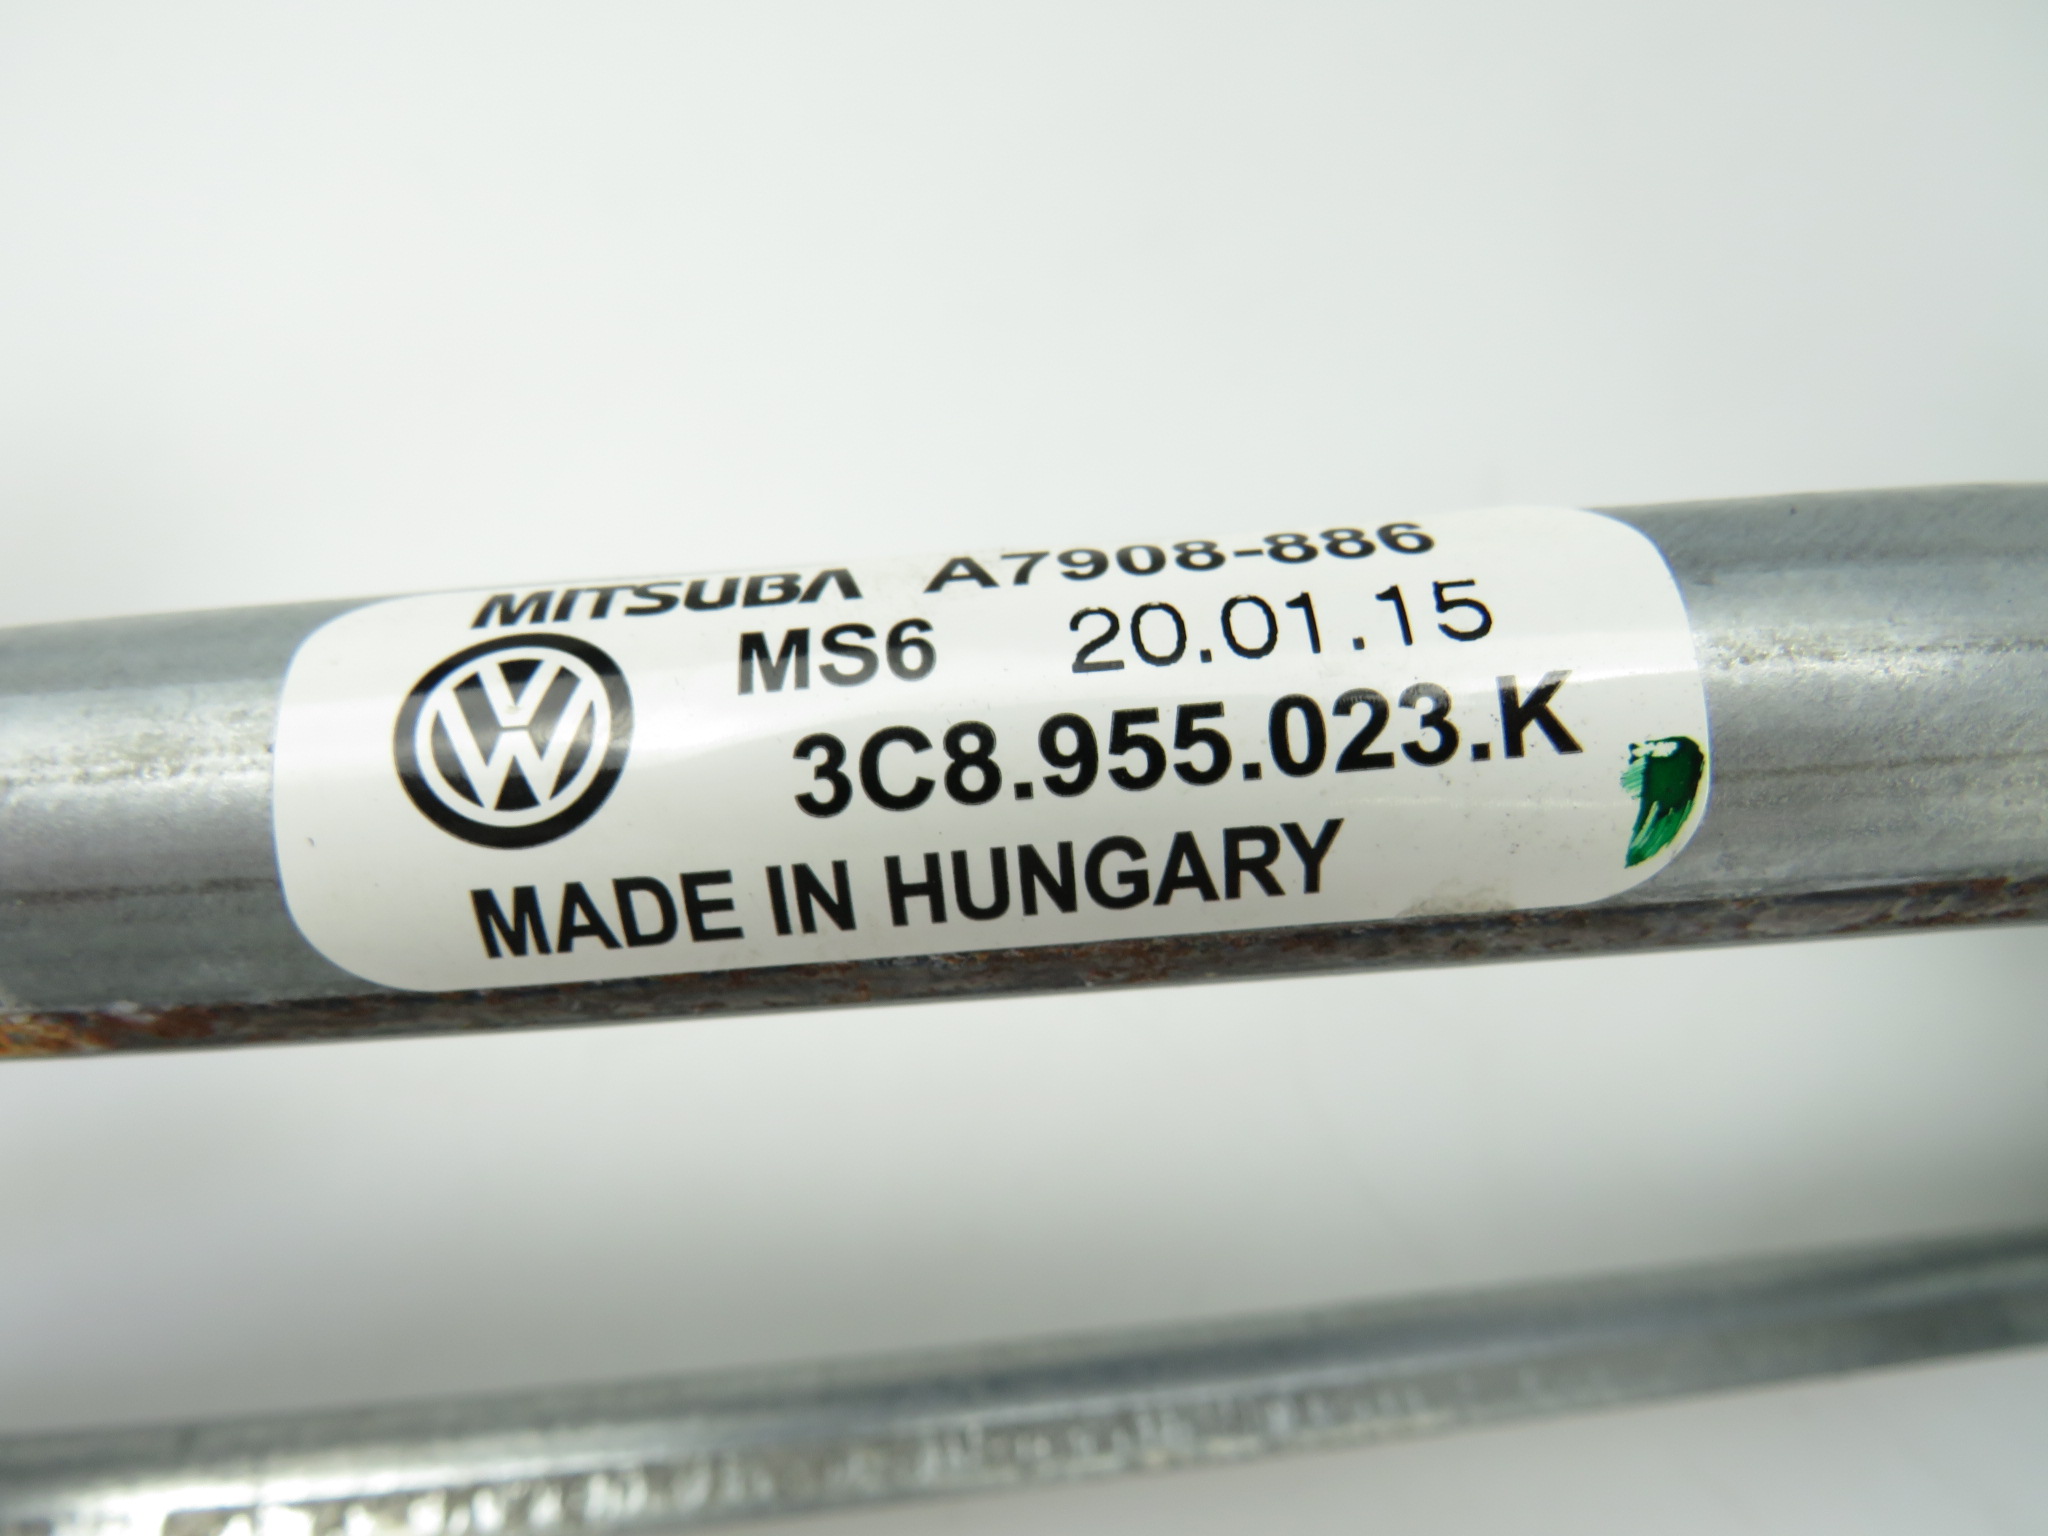 MITSUBA A7908-886
MS6 20.01.15
3C8.955.023.K
MADE IN HUNGARY